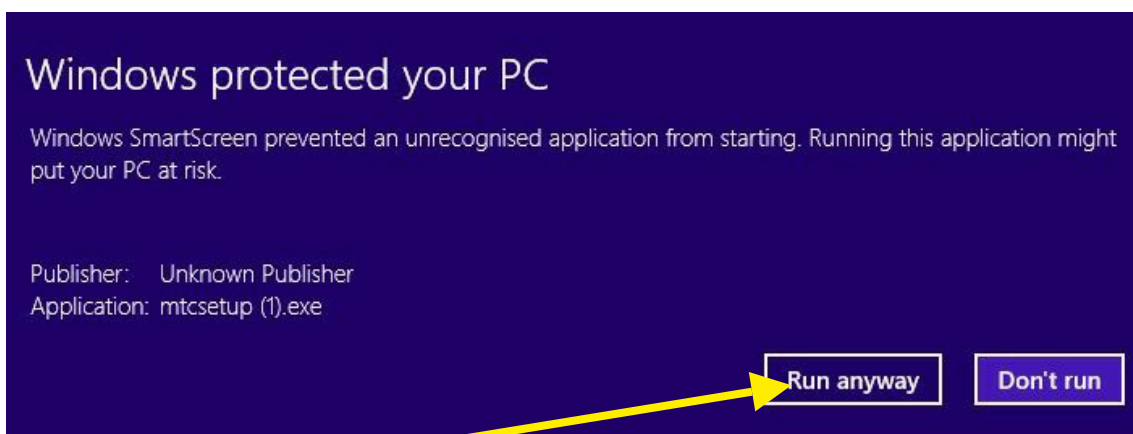 Windows protected your PC
Windows SmartScreen prevented an unrecognised application from starting. Running this application might
put your PC at risk.
Publisher: Unknown Publisher
Application: mtcsetup (1).exe
Run anyway
Don't run